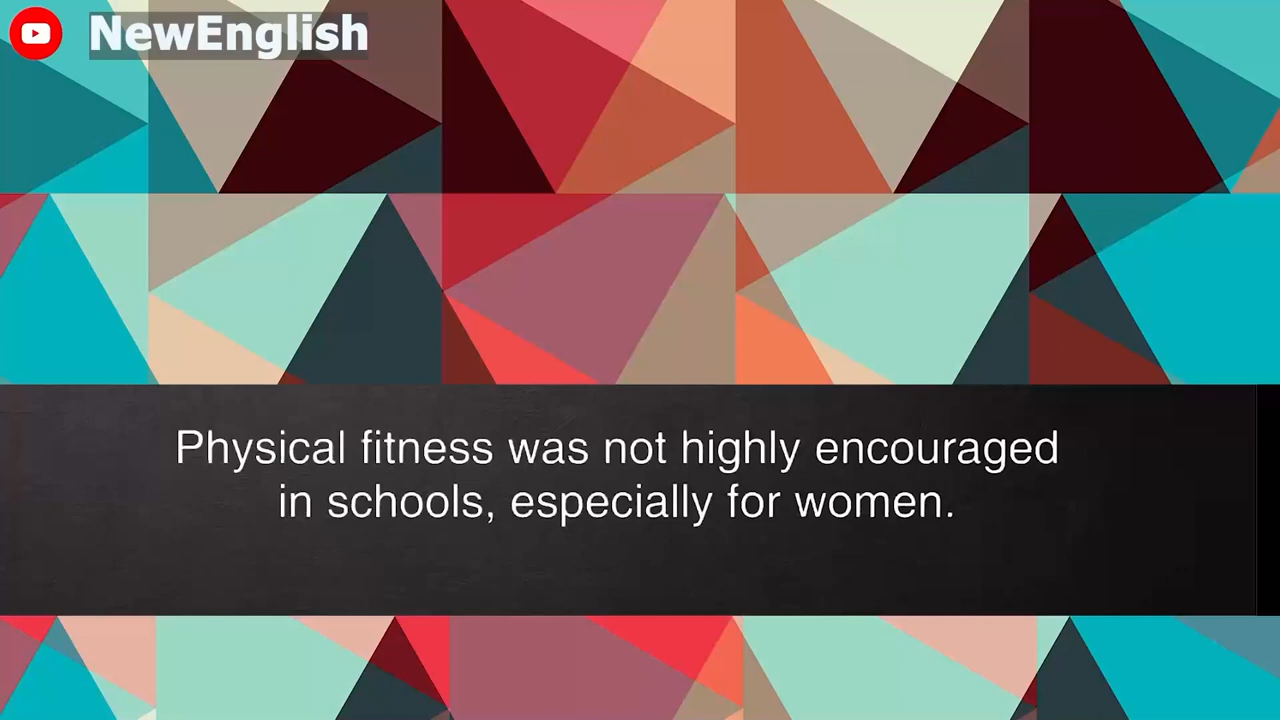 NewEnglish
Physical fitness was not highly encouraged
in schools, especially for women.